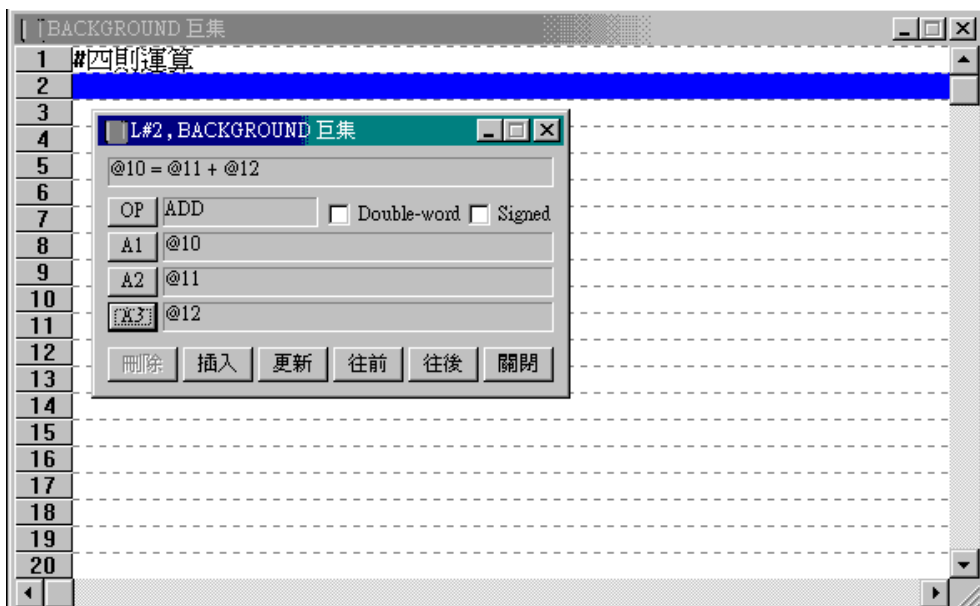 BACKGROUND 巨集
1 #四則運算
2
3
L#2,BACKGROUND 巨集
4
5 @10 = @11 + @12
6
OP ADD Double-word Signed
7
8 A1 @10
9 A2 @11
10
11 A3 @12
12
刪除 插入 更新 往前 往後 關閉
13
14
15
16
17
18
19
20